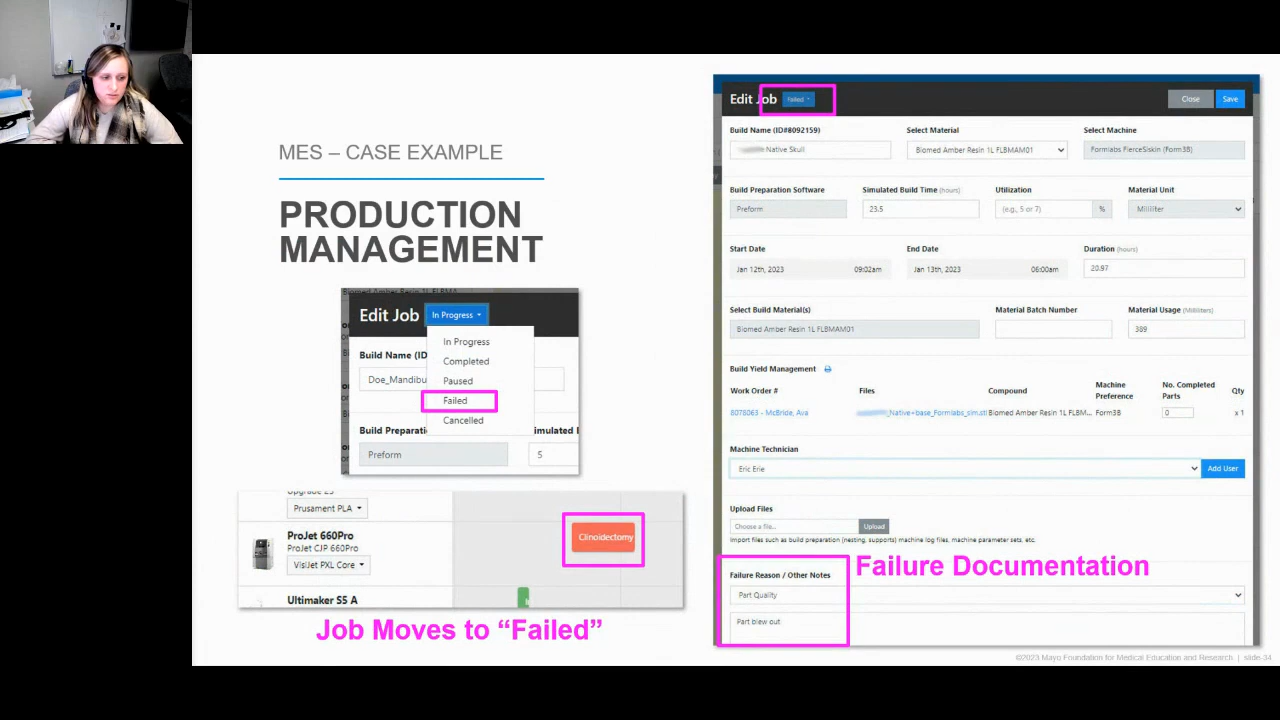 MES – CASE EXAMPLE
PRODUCTION
MANAGEMENT
Edit Job In Progress
In Progress
Completed
Paused
Failed
Cancelled
Build Name (ID
Doe_Mandibu
Build Preparati
Simulated
Preform
5
Prusament PLA
ProJet 660Pro
ProJet CJP 660Pro
VisiJet PXL Core
Clinoidectomy
Ultimaker S5 A
Job Moves to “Failed”
Edit Job Failed Close Save
Build Name (ID#8092159) Select Material Select Machine
Native Skull Biomed Amber Resin 1L FLBMAM01 Formlabs FierceSiskin (Form3B)
Build Preparation Software Simulated Build Time (hours) Utilization Material Unit
Preform 23.5 (e.g., 5 or 7) % Milliliter
Start Date End Date Duration (hours)
Jan 12th, 2023 09:02am Jan 13th, 2023 06:00am 20.97
Select Build Material(s) Material Batch Number Material Usage (Milliliters)
Biomed Amber Resin 1L FLBMAM01 389
Build Yield Management
Work Order # Files Compound Machine Preference No. Completed Parts Qty
8078063 - McBride, Ava _Native+base_Formlabs_sim.stl Biomed Amber Resin 1L FLBM... Form3B 0 x 1
Machine Technician
Eric Erie Add User
Upload Files
Choose a file... Upload
Import files such as build preparation (nesting, supports) machine log files, machine parameter sets, etc.
Failure Documentation
Failure Reason / Other Notes
Part Quality
Part blew out
©2023 Mayo Foundation for Medical Education and Research | slide-34